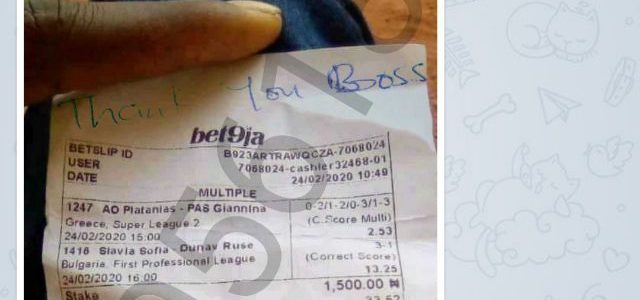 Thank You Boss
bet9ja
BETSLIP ID B923ARTRAWQCZA-7068024
USER 7068024-cashier32468-01
DATE 24/02/2020 10:49
MULTIPLE
1247 AO Platanias - PAS Giannina 0-2/1-2/0-3/1-3
Greece, Super League 2 (C.Score Multi)
24/02/2020 15:00 2.53
1416 Slavia Sofia - Dunav Ruse 3-1
Bulgaria, First Professional League (Correct Score)
24/02/2020 16:00 13.25
Stake 1,500.00 ₦